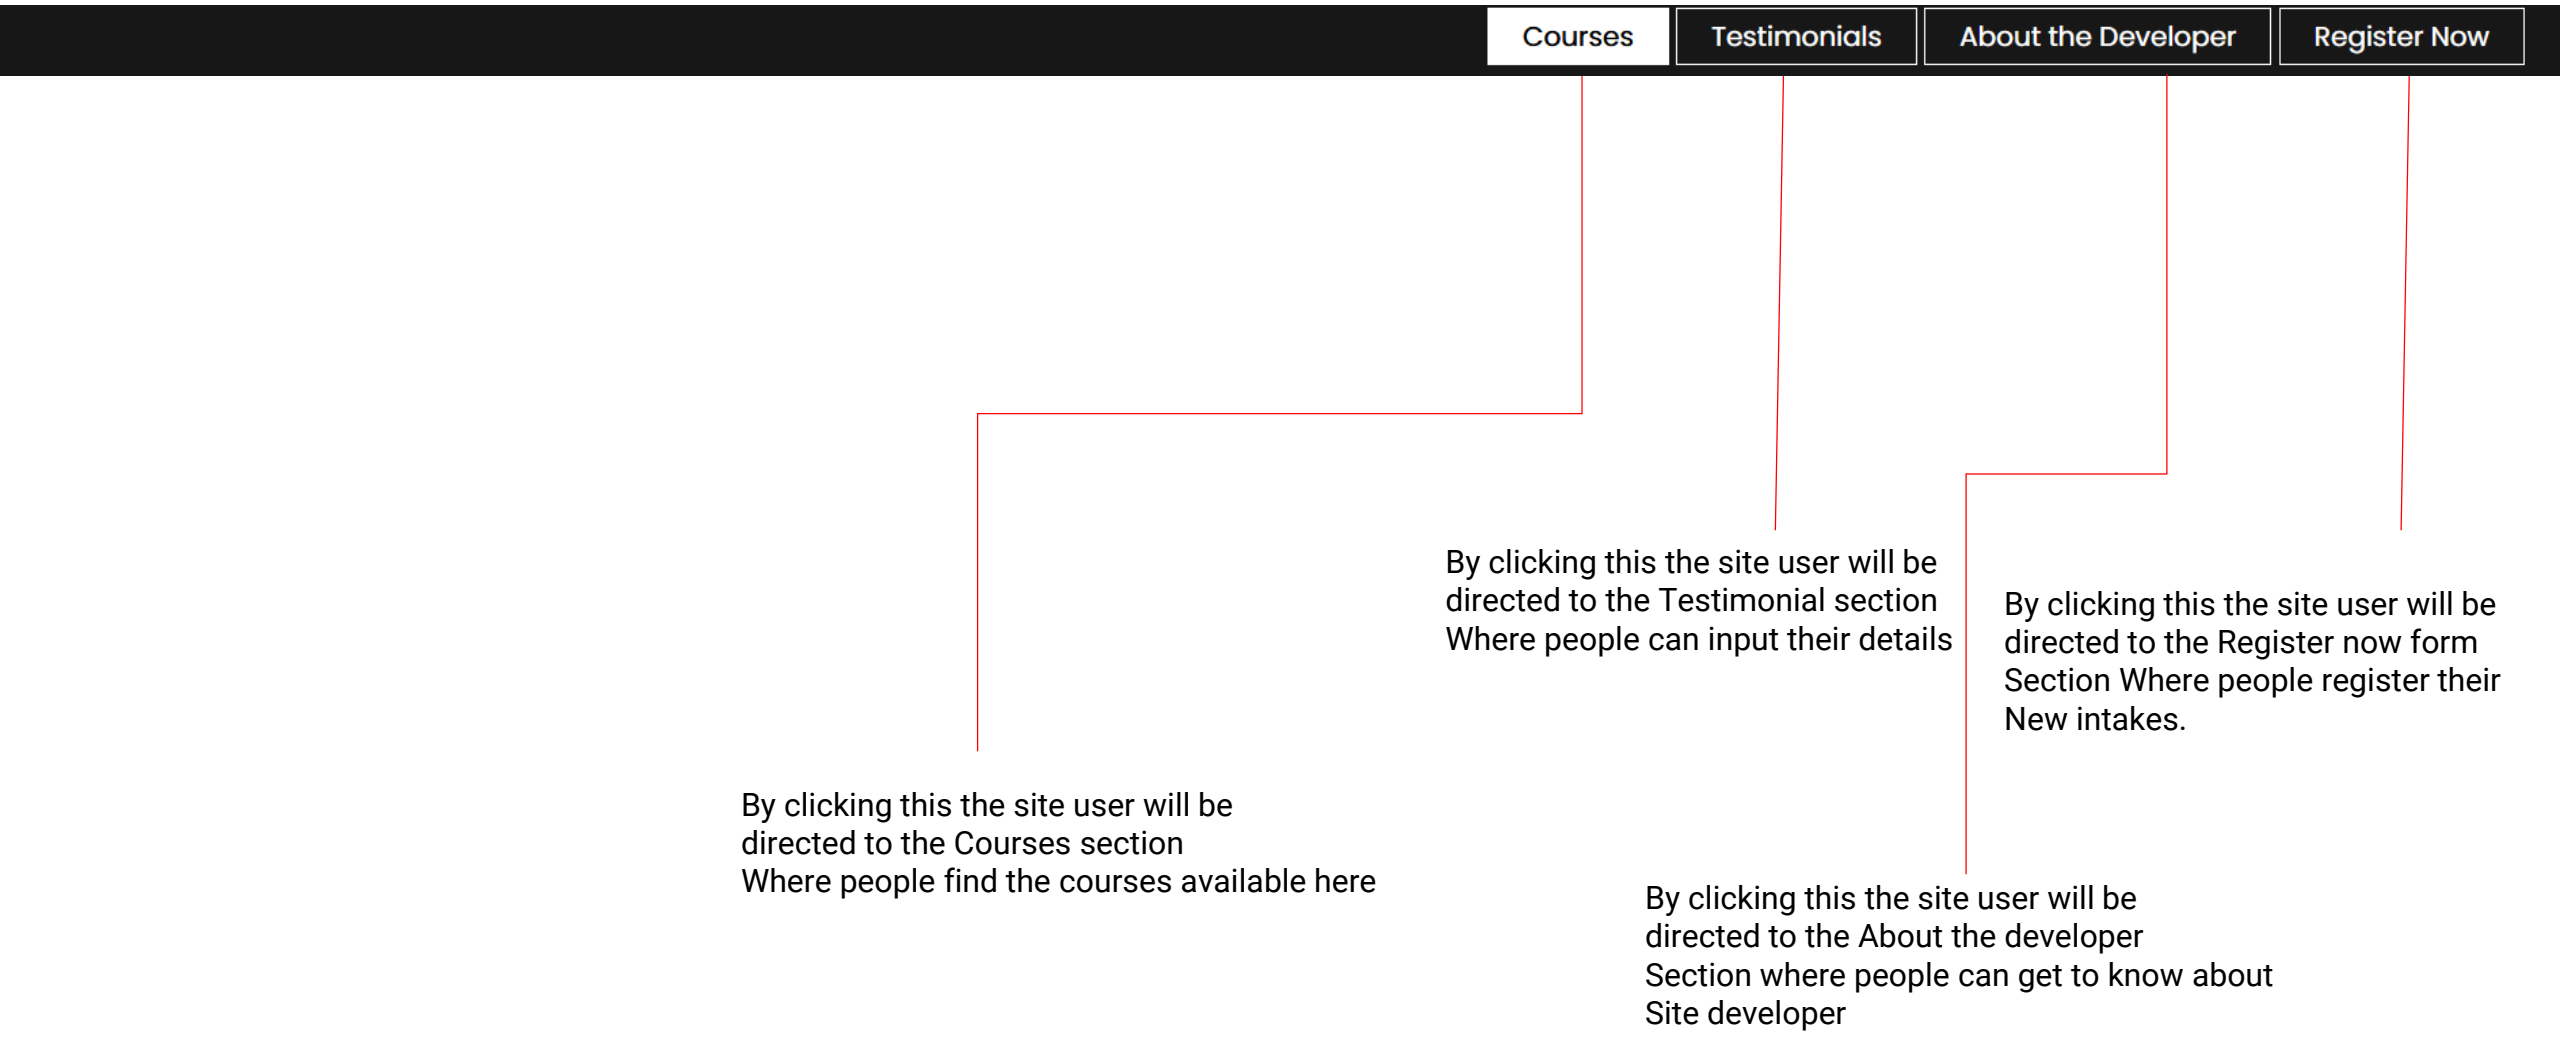 Courses
Testimonials
About the Developer
Register Now
By clicking this the site user will be
directed to the Testimonial section
Where people can input their details
By clicking this the site user will be
directed to the Register now form
Section Where people register their
New intakes.
By clicking this the site user will be
directed to the Courses section
Where people find the courses available here
By clicking this the site user will be
directed to the About the developer
Section where people can get to know about
Site developer